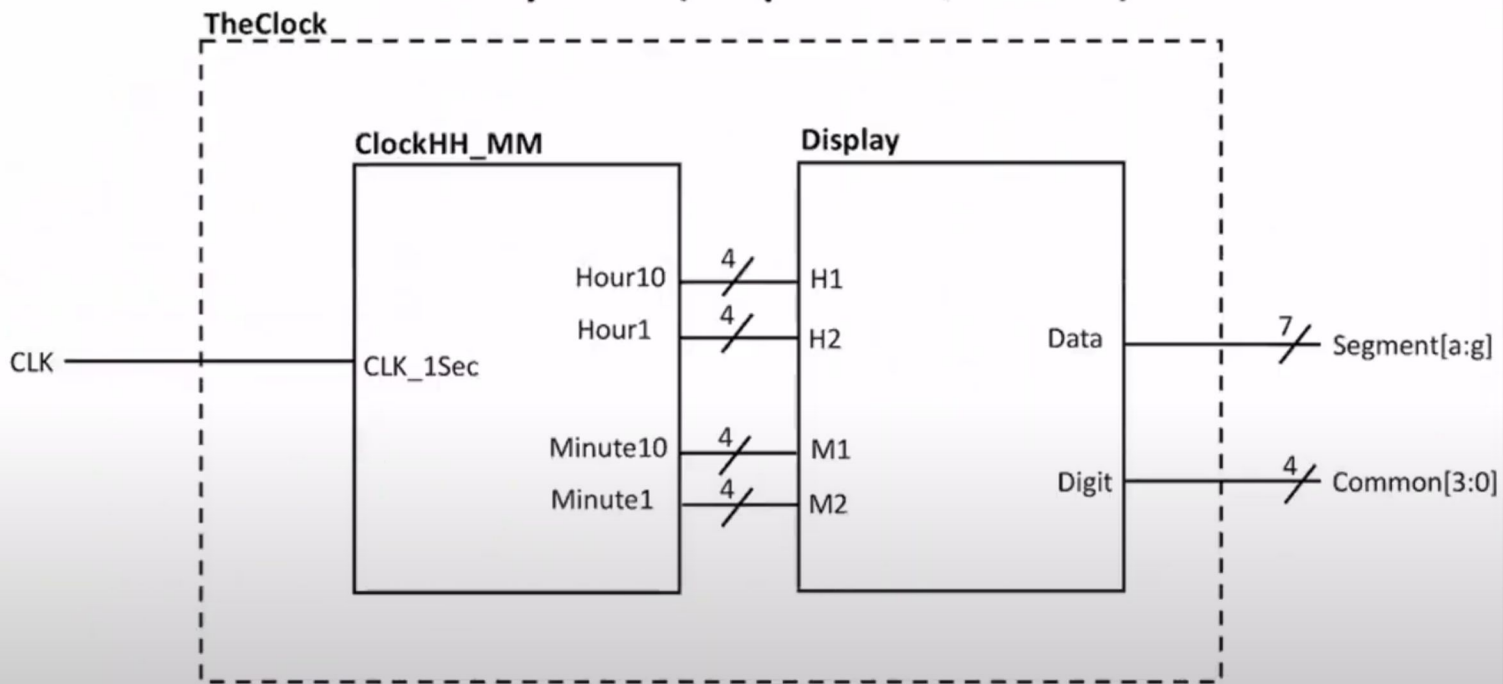 TheClock
ClockHH_MM
Display
Hour10
4
H1
Hour1
4
H2
CLK
CLK_1Sec
Data
7
Segment[a:g]
Minute10
4
M1
Minute1
4
M2
Digit
4
Common[3:0]